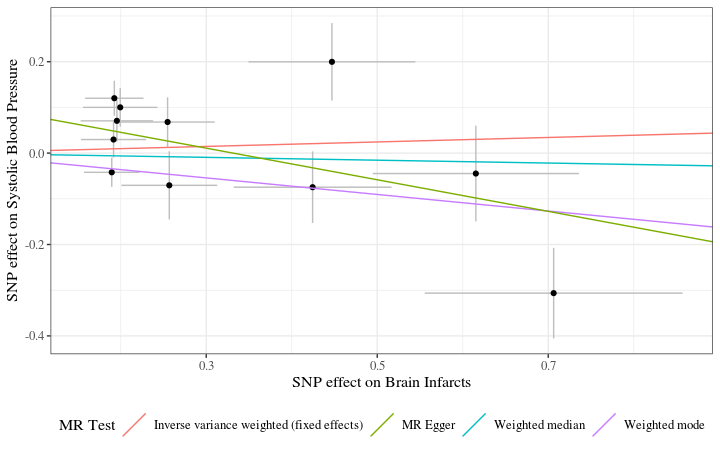 SNP effect on Systolic Blood Pressure
0.2
0.0
-0.2
-0.4
0.3 0.5 0.7
SNP effect on Brain Infarcts
MR Test Inverse variance weighted (fixed effects) MR Egger Weighted median Weighted mode